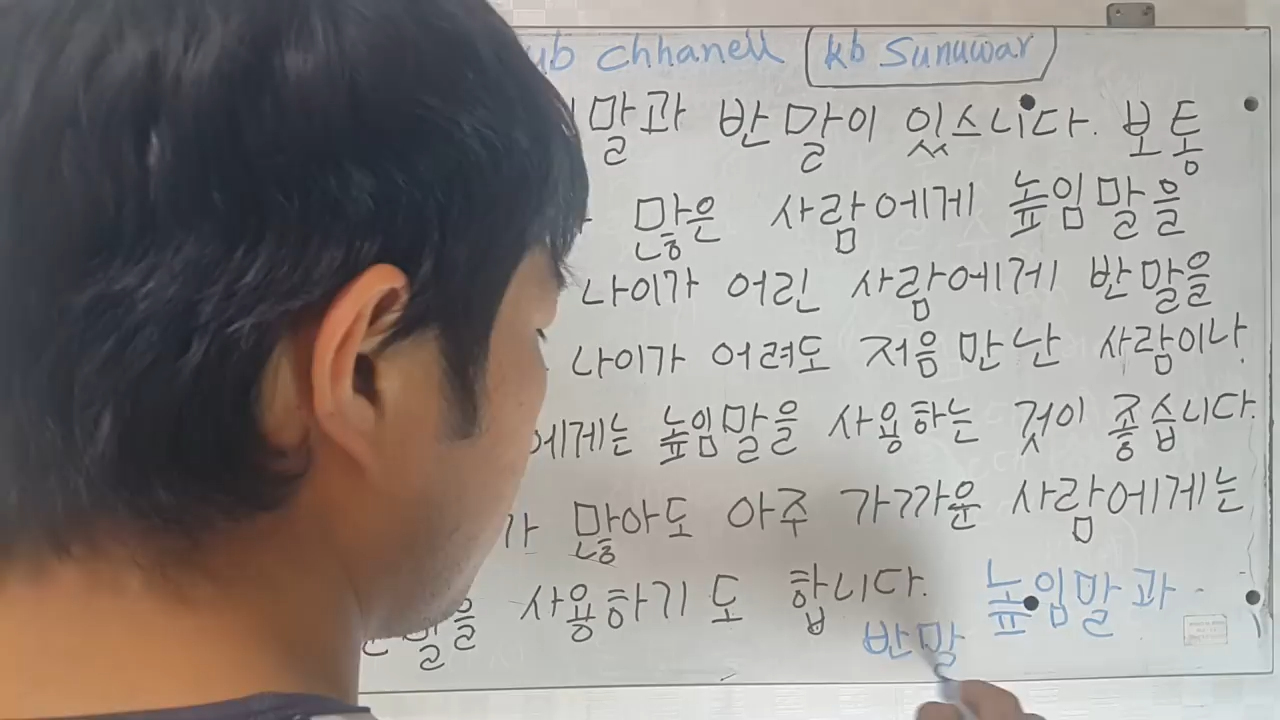 ub chhanell kb Sunuwar
말과 반말이 있스니다. 보통
많은 사람에게 높임말을
나이가 어린 사람에게 반말을
나이가 어려도 저음 만난 사람이나
에게는 높임말을 사용하는 것이 좋습니다.
가 많아도 아주 가까운 사람에게는
말을 사용하기도 합니다. 높임말과
반말